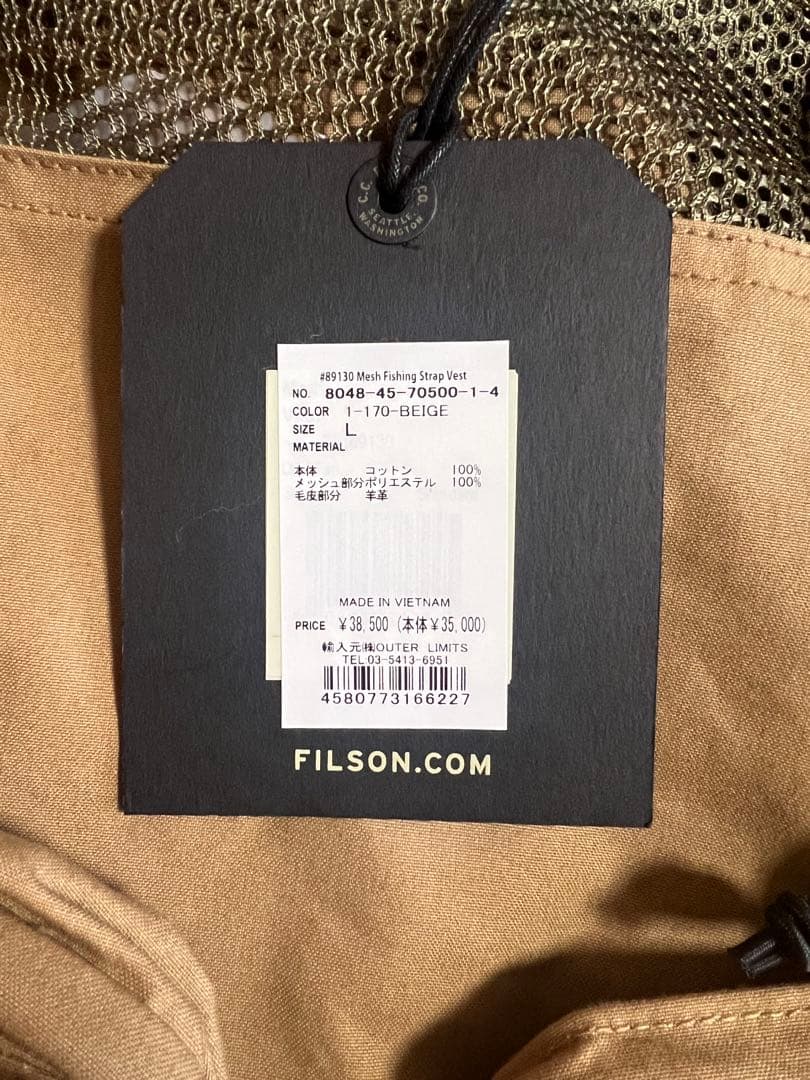 C.C. CO.
SEATTLE
WASHINGTON
#89130 Mesh Fishing Strap Vest
NO. 8048-45-70500-1-4
COLOR 1-170-BEIGE
SIZE L
MATERIAL
本体 コットン 100%
メッシュ部分ポリエステル 100%
毛皮部分 羊革
MADE IN VIETNAM
PRICE ¥38,500 (本体¥35,000)
輸入元㈱OUTER LIMITS
TEL03-5413-6951
4580773166227
FILSON.COM